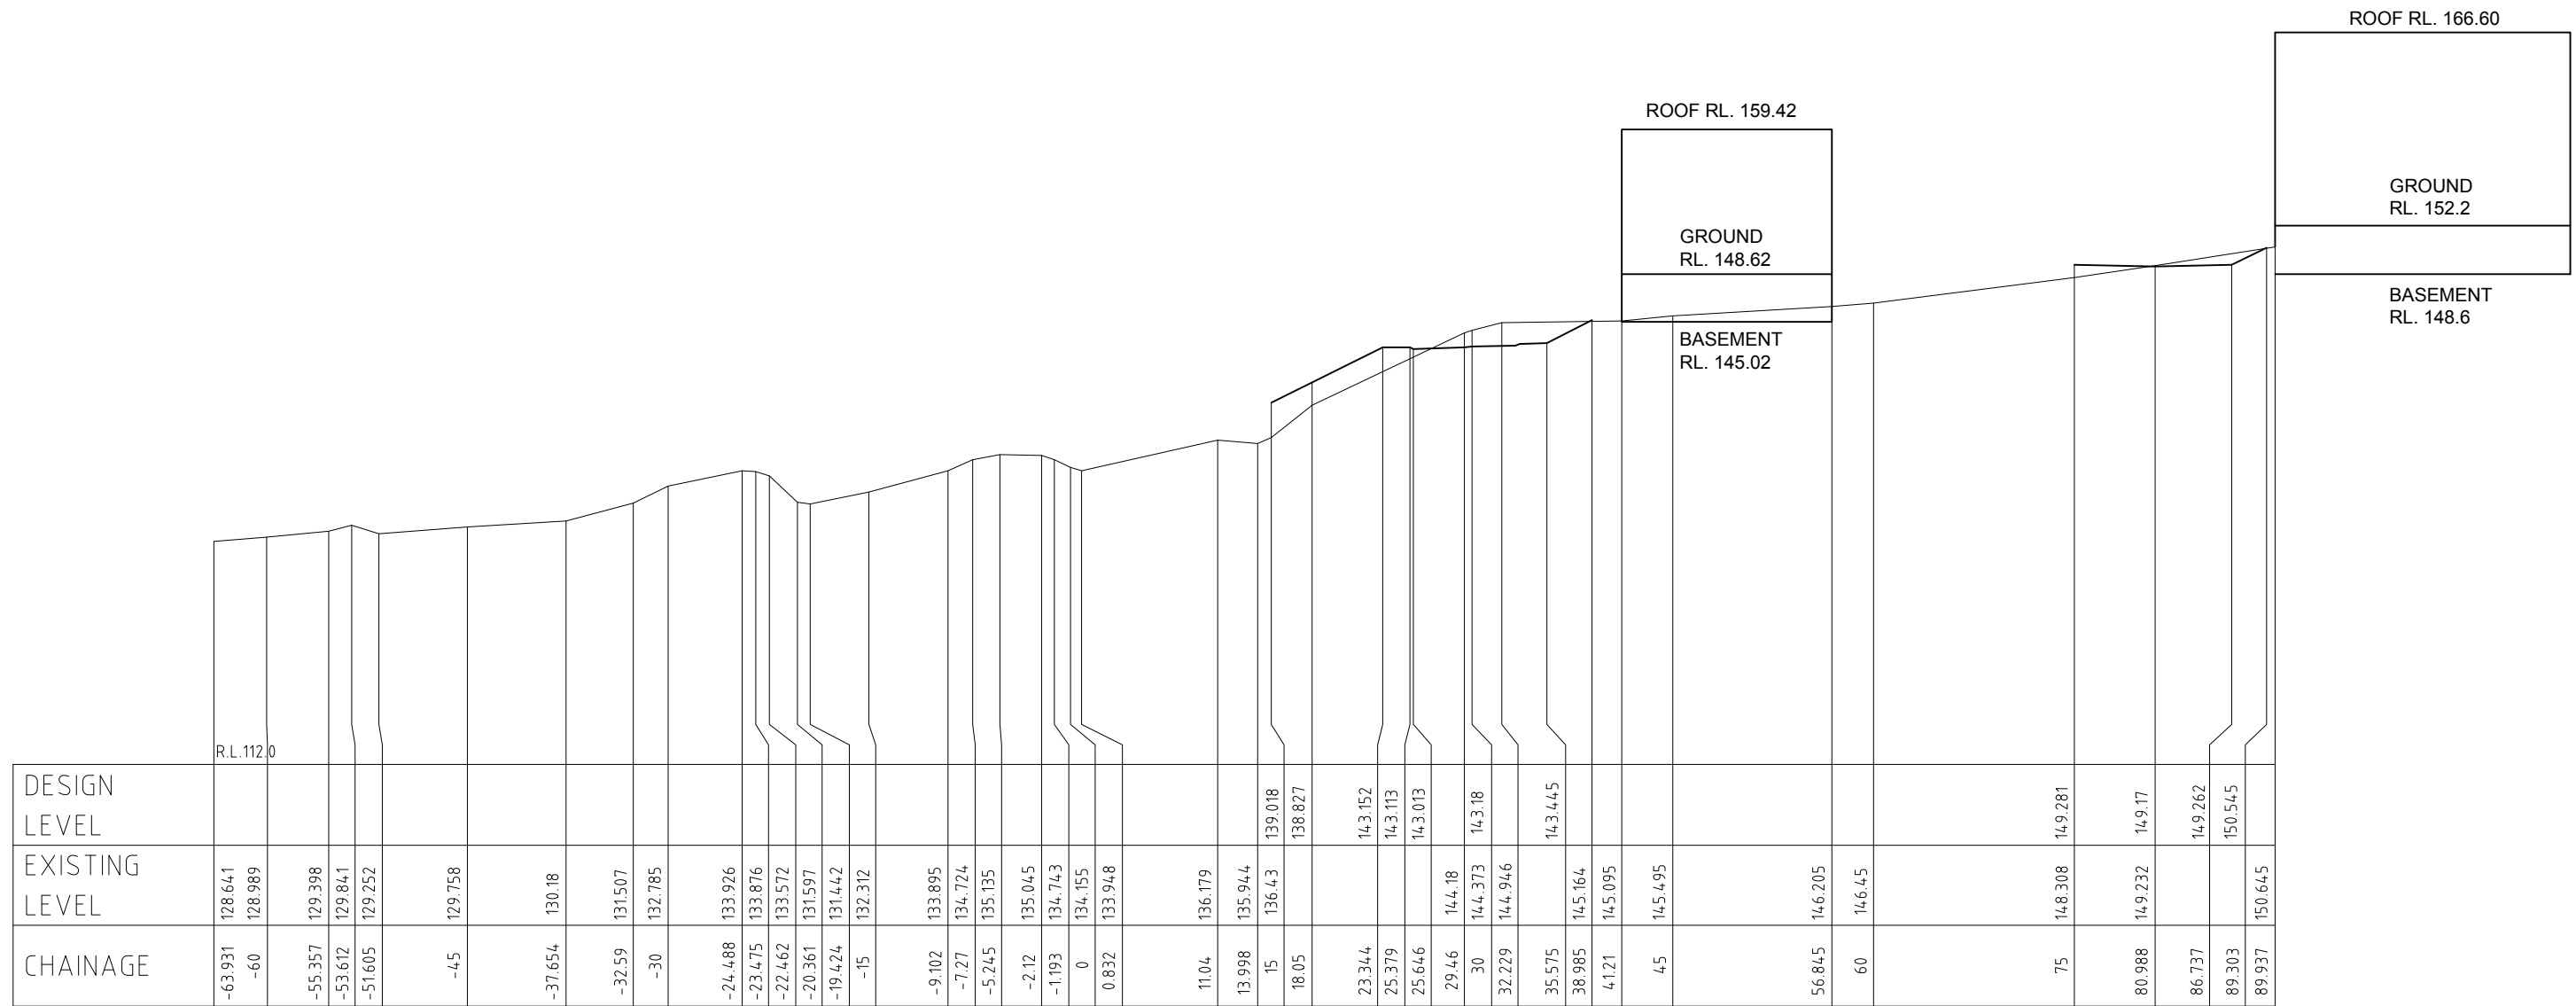 ROOF RL. 166.60
ROOF RL. 159.42
GROUND
RL. 152.2
GROUND
RL. 148.62
BASEMENT
RL. 148.6
BASEMENT
RL. 145.02
R.L.112.0
DESIGN
LEVEL
139.018 138.827 143.152 143.113 143.013 143.18 143.445 149.281 149.17 149.262 150.545
EXISTING
LEVEL
128.641 128.989 129.398 129.841 129.252 129.758 130.18 131.507 132.785 133.926 133.876 133.572 131.597 131.442 132.312 133.895 134.724 135.135 135.045 134.743 134.155 133.948 136.179 135.944 136.43 144.18 144.373 144.946 145.164 145.095 145.495 146.205 146.45 148.308 149.232 150.645
CHAINAGE
-63.931 -60 -55.357 -53.612 -51.605 -45 -37.654 -32.59 -30 -24.488 -23.475 -22.462 -20.361 -19.424 -15 -9.102 -7.27 -5.245 -2.12 -1.193 0 0.832 11.04 13.998 15 18.05 23.344 25.379 25.646 29.46 30 32.229 35.575 38.985 41.21 45 56.845 60 75 80.988 86.737 89.303 89.937